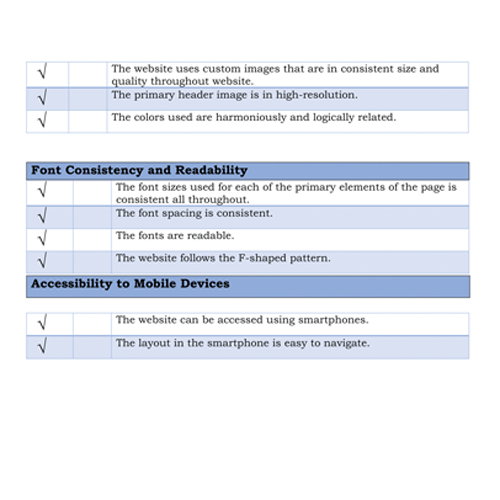 √ The website uses custom images that are in consistent size and
quality throughout website.
√ The primary header image is in high-resolution.
√ The colors used are harmoniously and logically related.
Font Consistency and Readability
√ The font sizes used for each of the primary elements of the page is
consistent all throughout.
√ The font spacing is consistent.
√ The fonts are readable.
√ The website follows the F-shaped pattern.
Accessibility to Mobile Devices
√ The website can be accessed using smartphones.
√ The layout in the smartphone is easy to navigate.